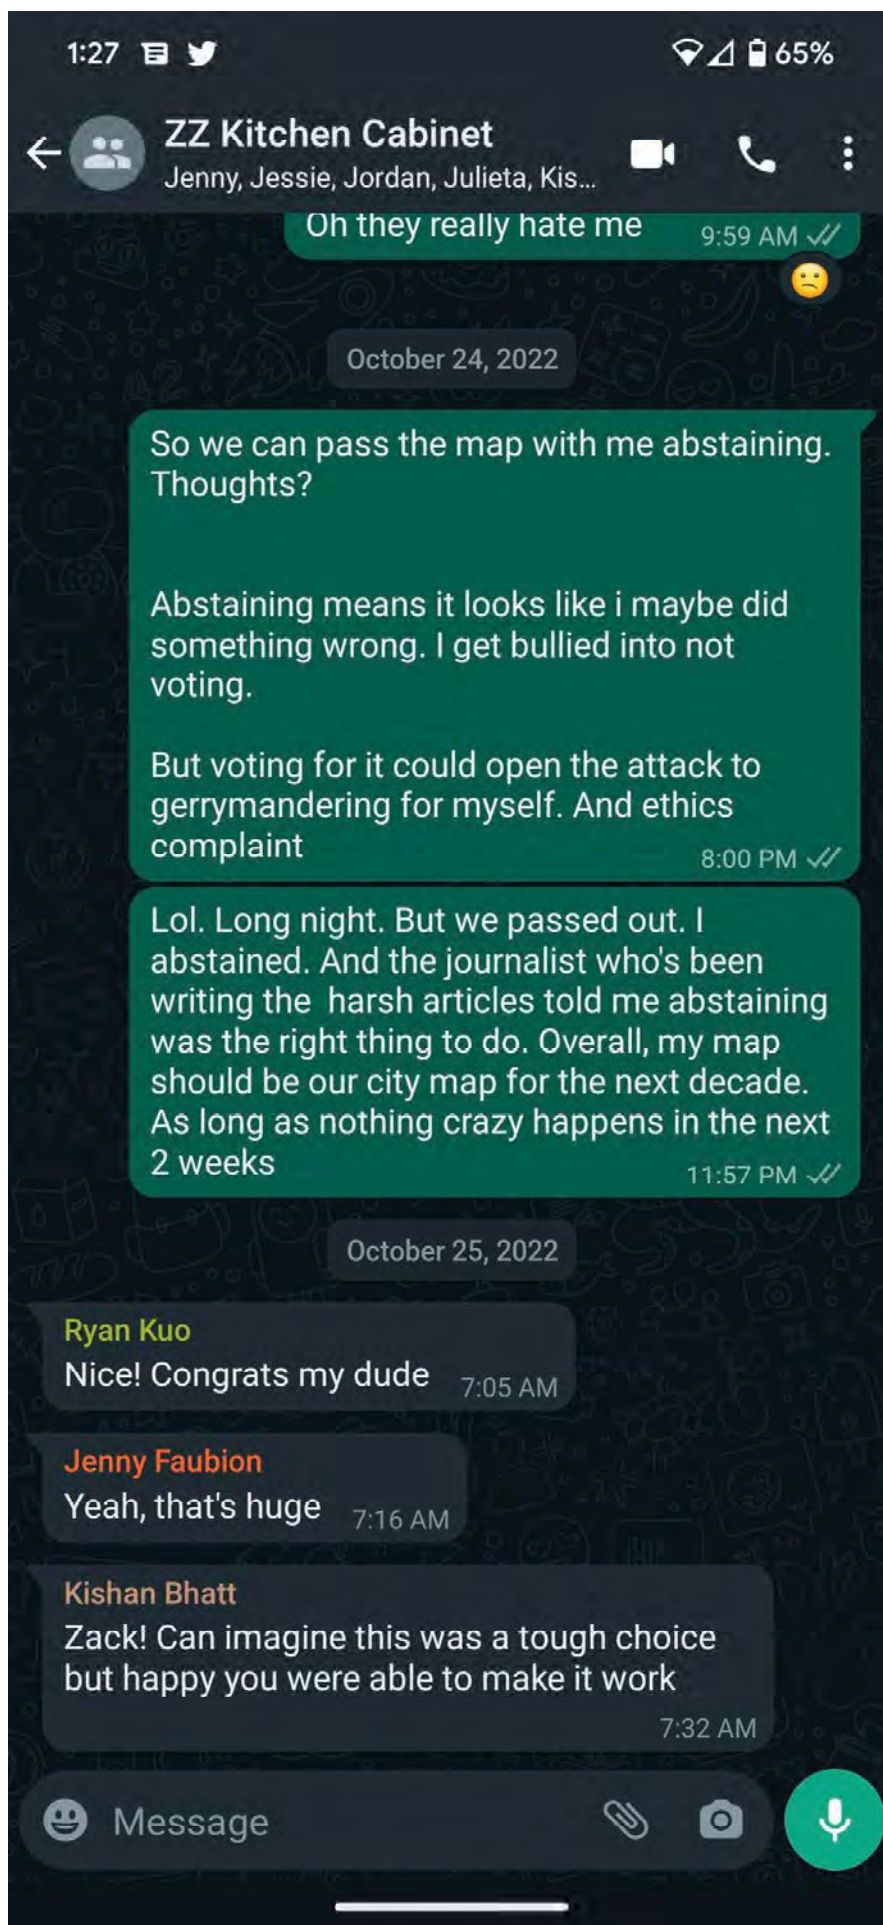 1:27
65%
ZZ Kitchen Cabinet
Jenny, Jessie, Jordan, Julieta, Kis...
Oh they really hate me
9:59 AM
October 24, 2022
So we can pass the map with me abstaining.
Thoughts?
Abstaining means it looks like i maybe did
something wrong. I get bullied into not
voting.
But voting for it could open the attack to
gerrymandering for myself. And ethics
complaint
8:00 PM
Lol. Long night. But we passed out. I
abstained. And the journalist who's been
writing the  harsh articles told me abstaining
was the right thing to do. Overall, my map
should be our city map for the next decade.
As long as nothing crazy happens in the next
2 weeks
11:57 PM
October 25, 2022
Ryan Kuo
Nice! Congrats my dude
7:05 AM
Jenny Faubion
Yeah, that's huge
7:16 AM
Kishan Bhatt
Zack! Can imagine this was a tough choice
but happy you were able to make it work
7:32 AM
Message